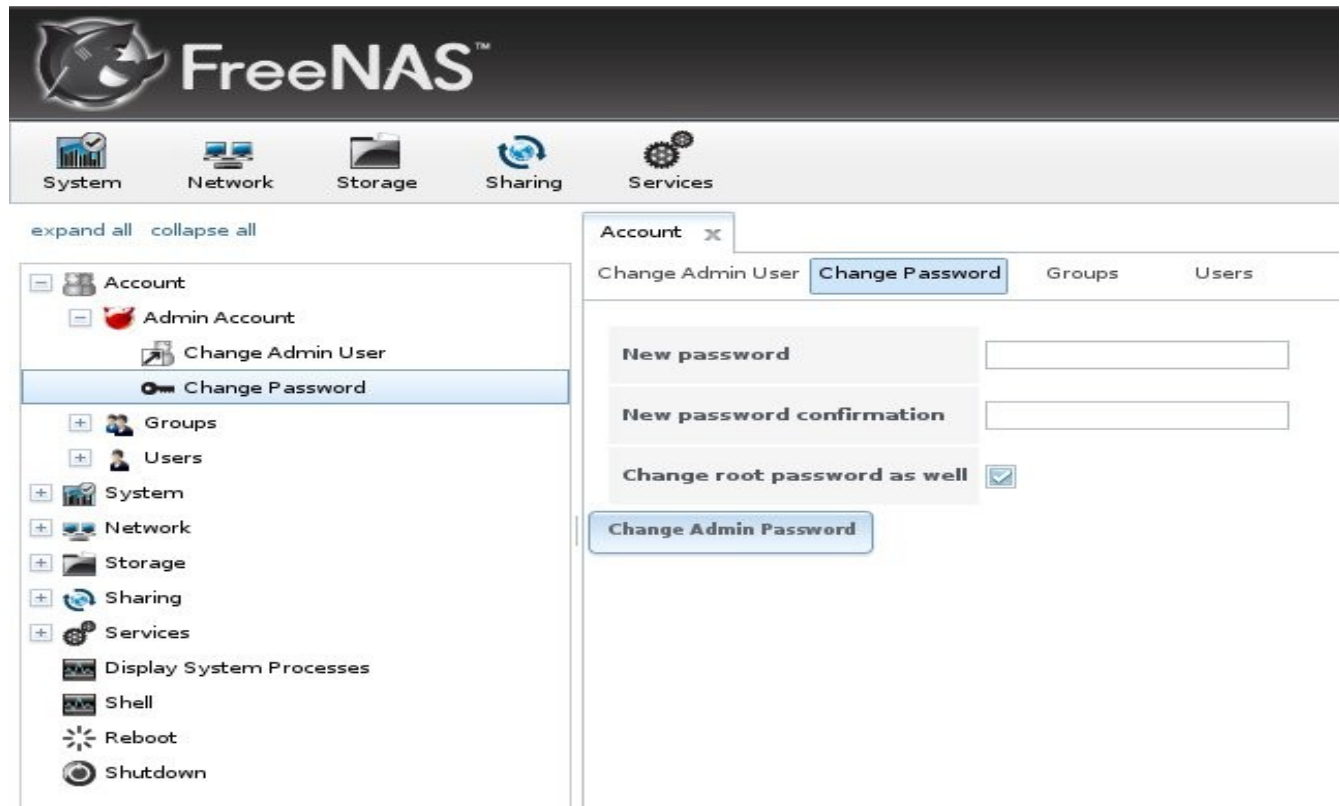 FreeNAS™
System Network Storage Sharing Services
expand all collapse all
Account
Admin Account
Change Admin User
Change Password
Groups
Users
System
Network
Storage
Sharing
Services
Display System Processes
Shell
Reboot
Shutdown
Account x
Change Admin User Change Password Groups Users
New password
New password confirmation
Change root password as well
Change Admin Password